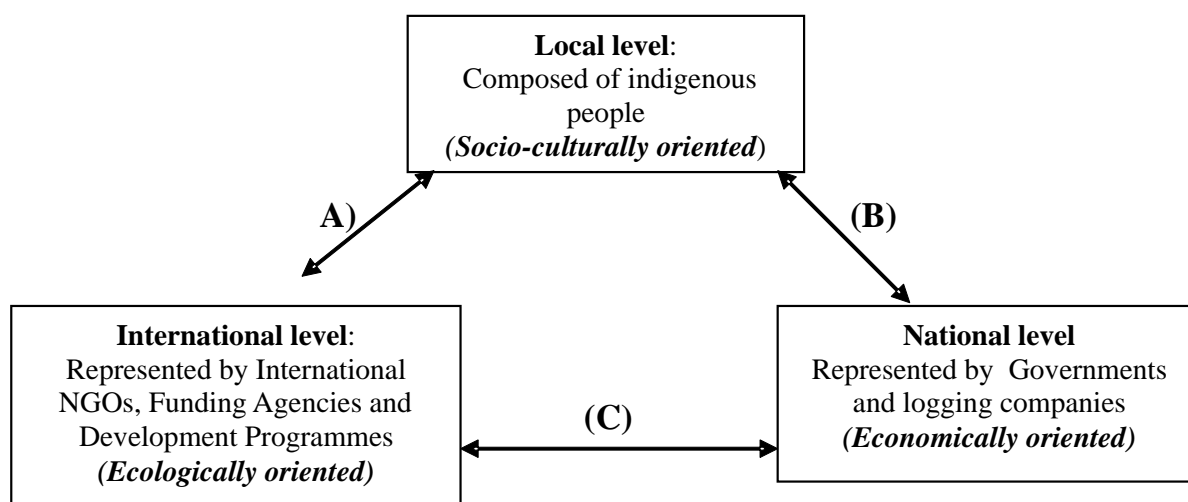 Local level:
Composed of indigenous
people
(Socio-culturally oriented)
A)
(B)
International level:
Represented by International
NGOs, Funding Agencies and
Development Programmes
(Ecologically oriented)
(C)
National level
Represented by Governments
and logging companies
(Economically oriented)